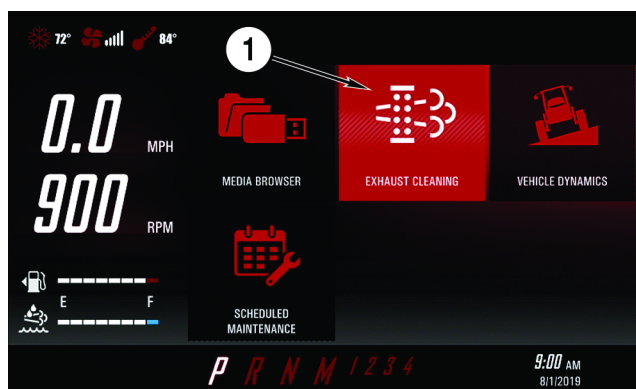 72°
84°
1
0.0 MPH
900 RPM
MEDIA BROWSER
EXHAUST CLEANING
VEHICLE DYNAMICS
E F
SCHEDULED
MAINTENANCE
P R N M 1 2 3 4
9:00 AM
8/1/2019